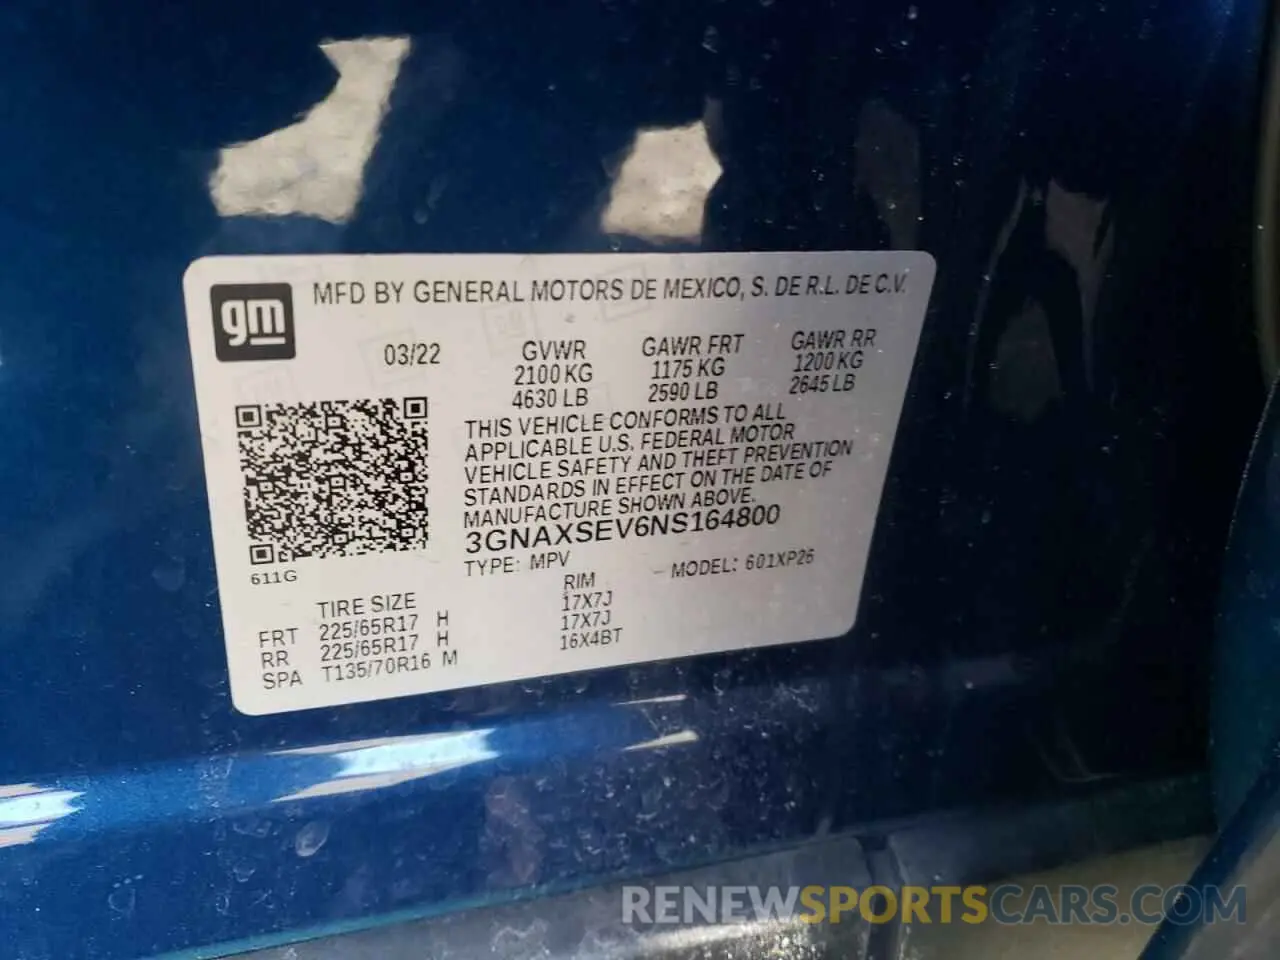 gm
MFD BY GENERAL MOTORS DE MEXICO, S. DE R.L. DE C.V.
03/22
GVWR GAWR FRT GAWR RR
2100 KG 1175 KG 1200 KG
4630 LB 2590 LB 2645 LB
THIS VEHICLE CONFORMS TO ALL
APPLICABLE U.S. FEDERAL MOTOR
VEHICLE SAFETY AND THEFT PREVENTION
STANDARDS IN EFFECT ON THE DATE OF
MANUFACTURE SHOWN ABOVE.
3GNAXSEV6NS164800
TYPE: MPV MODEL: 601XP26
611G
TIRE SIZE RIM
FRT 225/65R17 H 17X7J
RR 225/65R17 H 17X7J
SPA T135/70R16 M 16X4BT
RENEWSPORTSCARS.COM